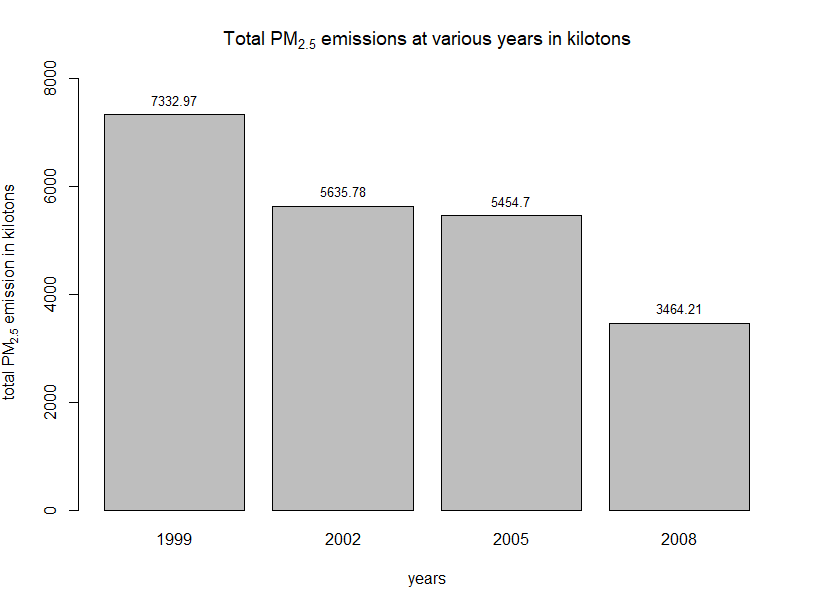 Total PM2.5 emissions at various years in kilotons
total PM2.5 emission in kilotons
8000
6000
4000
2000
0
7332.97
5635.78
5454.7
3464.21
1999 2002 2005 2008
years